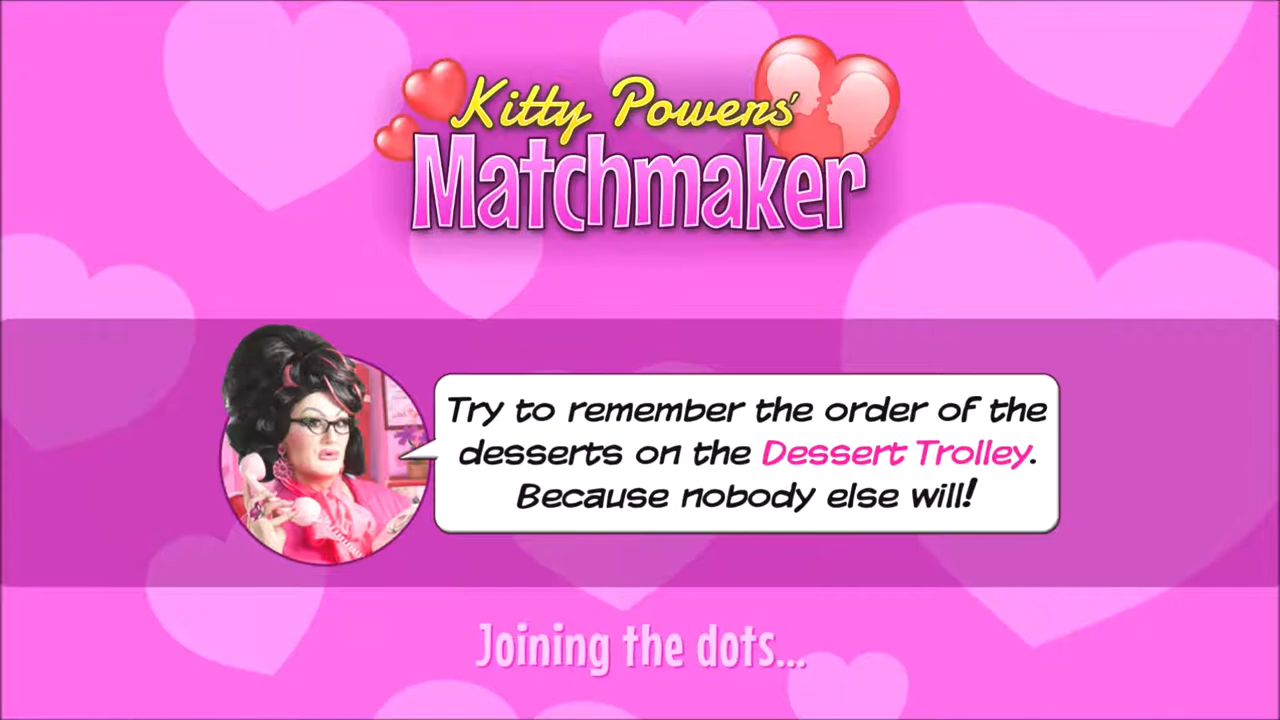 Kitty Powers'
Matchmaker
Try to remember the order of the
desserts on the Dessert Trolley.
Because nobody else will!
Joining the dots...